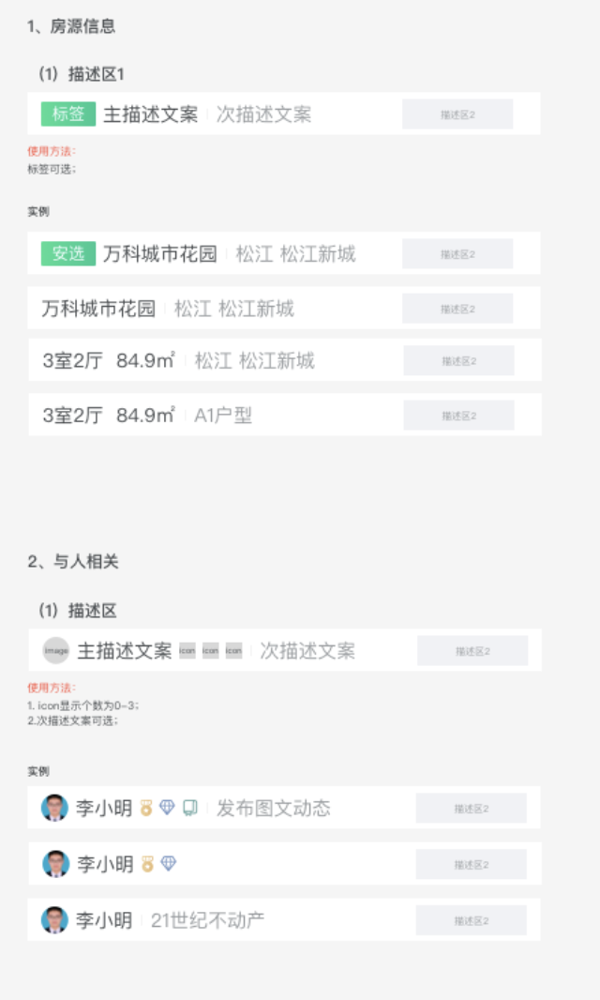 1、房源信息
（1）描述区1
标签 主描述文案 次描述文案 描述区2
使用方法：
标签可选；
实例
安选 万科城市花园 松江 松江新城 描述区2
万科城市花园 松江 松江新城 描述区2
3室2厅 84.9㎡ 松江 松江新城 描述区2
3室2厅 84.9㎡ A1户型 描述区2
2、与人相关
（1）描述区
image 主描述文案 icon icon icon 次描述文案 描述区2
使用方法：
1. icon显示个数为0-3；
2.次描述文案可选；
实例
李小明 发布图文动态 描述区2
李小明 描述区2
李小明 21世纪不动产 描述区2